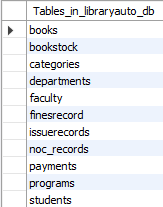 Tables_in_libraryauto_db
books
bookstock
categories
departments
faculty
finesrecord
issuerecords
noc_records
payments
programs
students